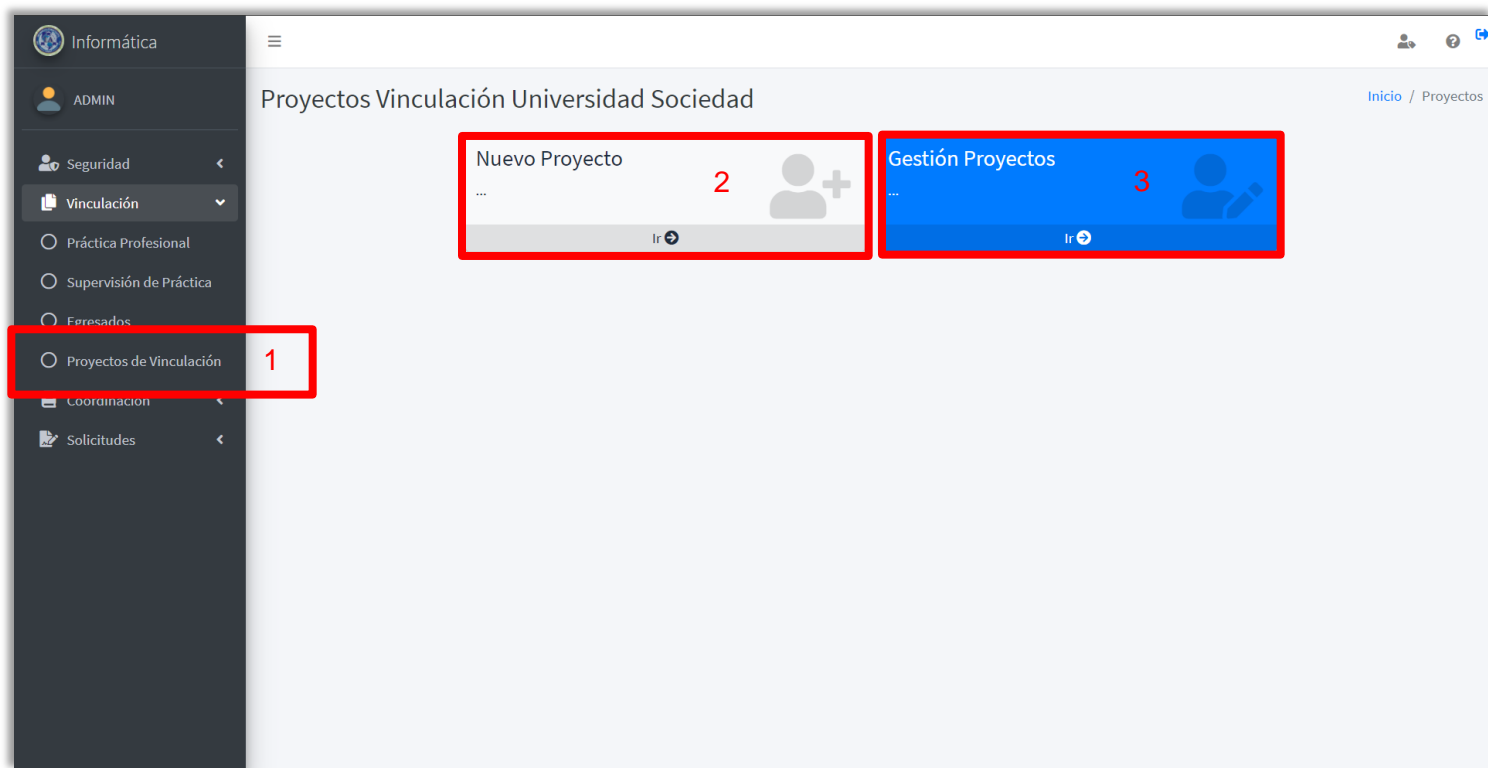 Informática
ADMIN
Seguridad
Vinculación
Práctica Profesional
Supervisión de Práctica
Egresados
Proyectos de Vinculación
1
Coordinación
Solicitudes
Proyectos Vinculación Universidad Sociedad
Inicio / Proyectos
Nuevo Proyecto
...
2
Ir
Gestión Proyectos
...
3
Ir